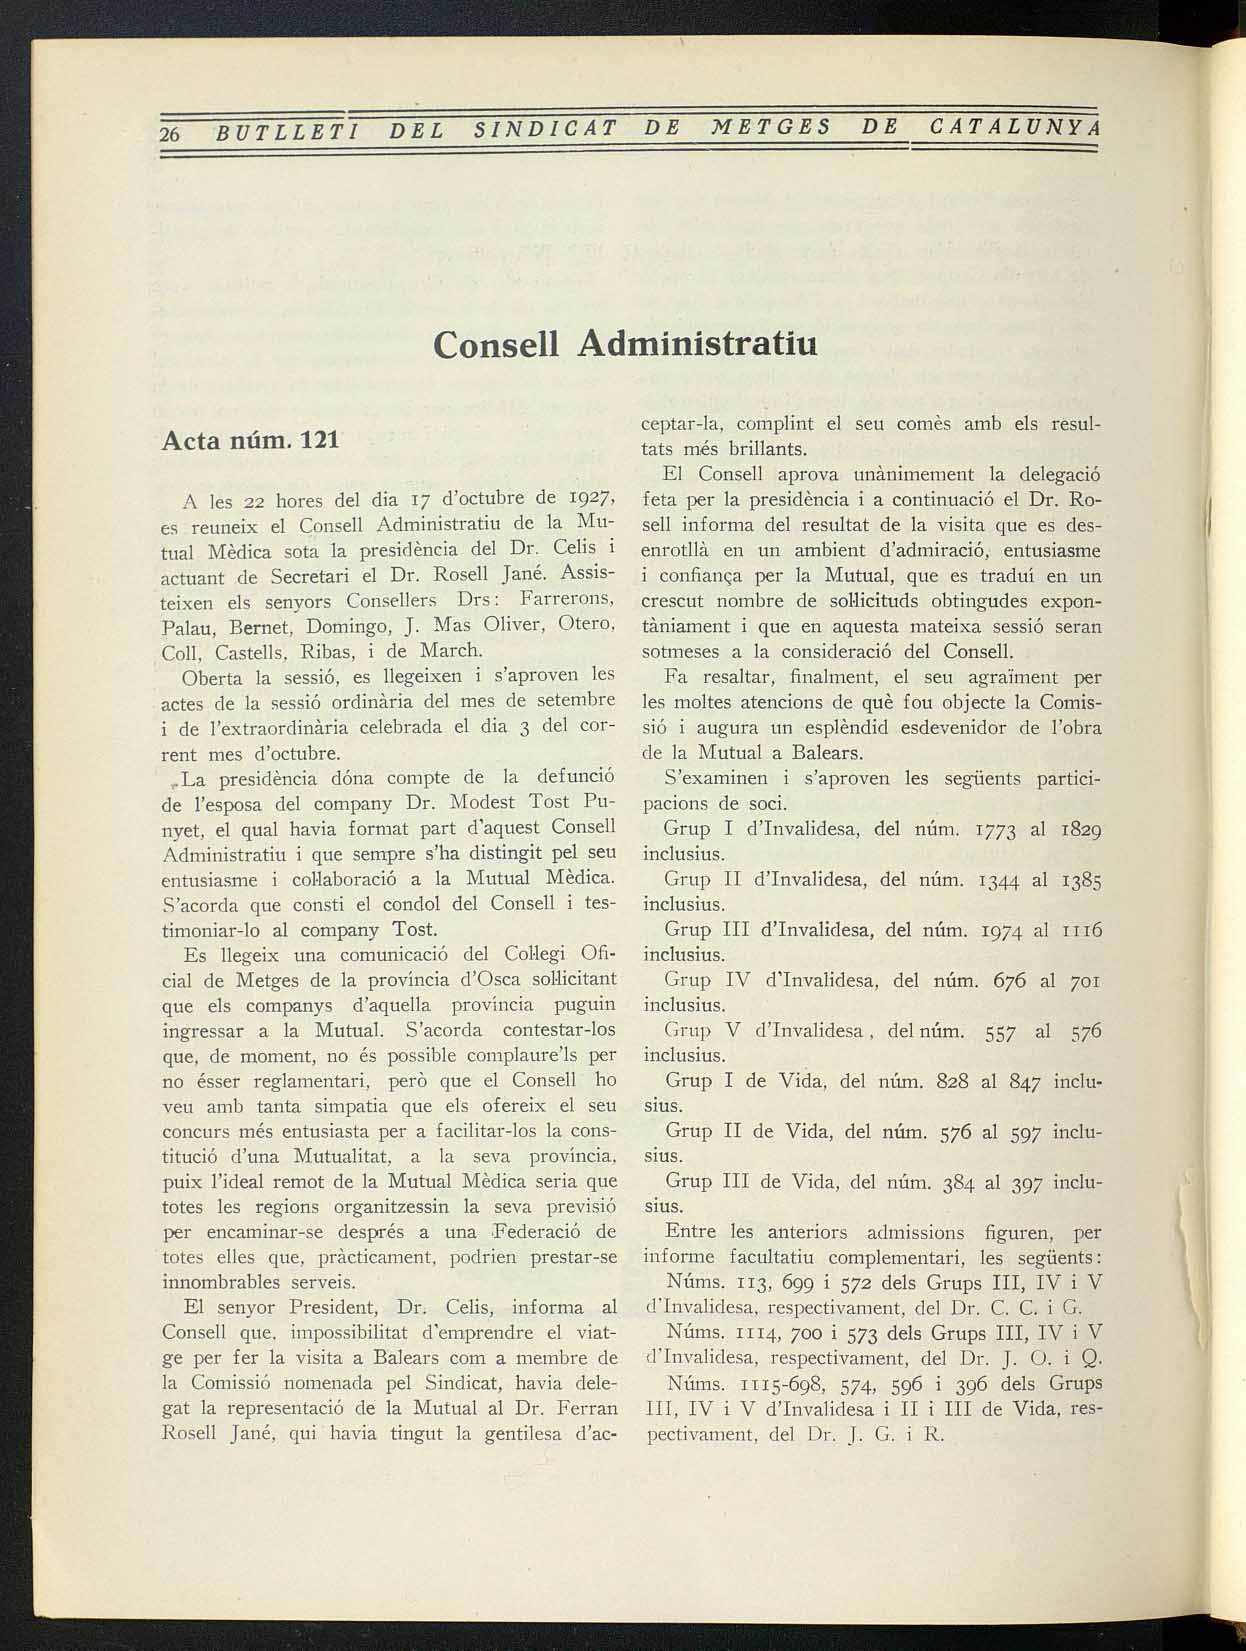 26 BUTLLETI DEL SINDICAT DE METGES DE CATALUNYA
Consell Administratiu
Acta núm. 121
A les 22 hores del dia 17 d'octubre de 1927,
es reuneix el Consell Administratiu de la Mu-
tual Mèdica sota la presidència del Dr. Celis i
actuant de Secretari el Dr. Rosell Jané. Assis-
teixen els senyors Consellers Drs: Farrerons,
Palau, Bernet, Domingo, J. Mas Oliver, Otero,
Coll, Castells, Ribas, i de March.
Oberta la sessió, es llegeixen i s'aproven les
actes de la sessió ordinària del mes de setembre
i de l'extraordinària celebrada el dia 3 del cor-
rent mes d'octubre.
La presidència dóna compte de la defunció
de l'esposa del company Dr. Modest Tost Pu-
nyet, el qual havia format part d'aquest Consell
Administratiu i que sempre s'ha distingit pel seu
entusiasme i col·laboració a la Mutual Mèdica.
S'acorda que consti el condol del Consell i tes-
timoniar-lo al company Tost.
Es llegeix una comunicació del Col·legi Ofi-
cial de Metges de la província d'Osca sol·licitant
que els companys d'aquella província puguin
ingressar a la Mutual. S'acorda contestar-los
que, de moment, no és possible complaure'ls per
no ésser reglamentari, però que el Consell ho
veu amb tanta simpatia que els ofereix el seu
concurs més entusiasta per a facilitar-los la cons-
titució d'una Mutualitat, a la seva província,
puix l'ideal remot de la Mutual Mèdica seria que
totes les regions organitzessin la seva previsió
per encaminar-se després a una Federació de
totes elles que, pràcticament, podrien prestar-se
innombrables serveis.
El senyor President, Dr. Celis, informa al
Consell que, impossibilitat d'emprendre el viat-
ge per fer la visita a Balears com a membre de
la Comissió nomenada pel Sindicat, havia dele-
gat la representació de la Mutual al Dr. Ferran
Rosell Jané, qui havia tingut la gentilesa d'ac-
ceptar-la, complint el seu comès amb els resul-
tats més brillants.
El Consell aprova unànimement la delegació
feta per la presidència i a continuació el Dr. Ro-
sell informa del resultat de la visita que es des-
enrotllà en un ambient d'admiració, entusiasme
i confiança per la Mutual, que es traduí en un
crescut nombre de sol·licituds obtingudes expon-
tàniament i que en aquesta mateixa sessió seran
sotmeses a la consideració del Consell.
Fa resaltar, finalment, el seu agraïment per
les moltes atencions de què fou objecte la Comis-
sió i augura un esplèndid esdevenidor de l'obra
de la Mutual a Balears.
S'examinen i s'aproven les següents partici-
pacions de soci.
Grup I d'Invalidesa, del núm. 1773 al 1829
inclusius.
Grup II d'Invalidesa, del núm. 1344 al 1385
inclusius.
Grup III d'Invalidesa, del núm. 1974 al 1116
inclusius.
Grup IV d'Invalidesa, del núm. 676 al 701
inclusius.
Grup V d'Invalidesa, del núm. 557 al 576
inclusius.
Grup I de Vida, del núm. 828 al 847 inclu-
sius.
Grup II de Vida, del núm. 576 al 597 inclu-
sius.
Grup III de Vida, del núm. 384 al 397 inclu-
sius.
Entre les anteriors admissions figuren, per
informe facultatiu complementari, les següents:
Núms. 113, 699 i 572 dels Grups III, IV i V
d'Invalidesa, respectivament, del Dr. C. C. i G.
Núms. 1114, 700 i 573 dels Grups III, IV i V
d'Invalidesa, respectivament, del Dr. J. O. i Q.
Núms. 1115-698, 574, 596 i 396 dels Grups
III, IV i V d'Invalidesa i II i III de Vida, res-
pectivament, del Dr. J. G. i R.